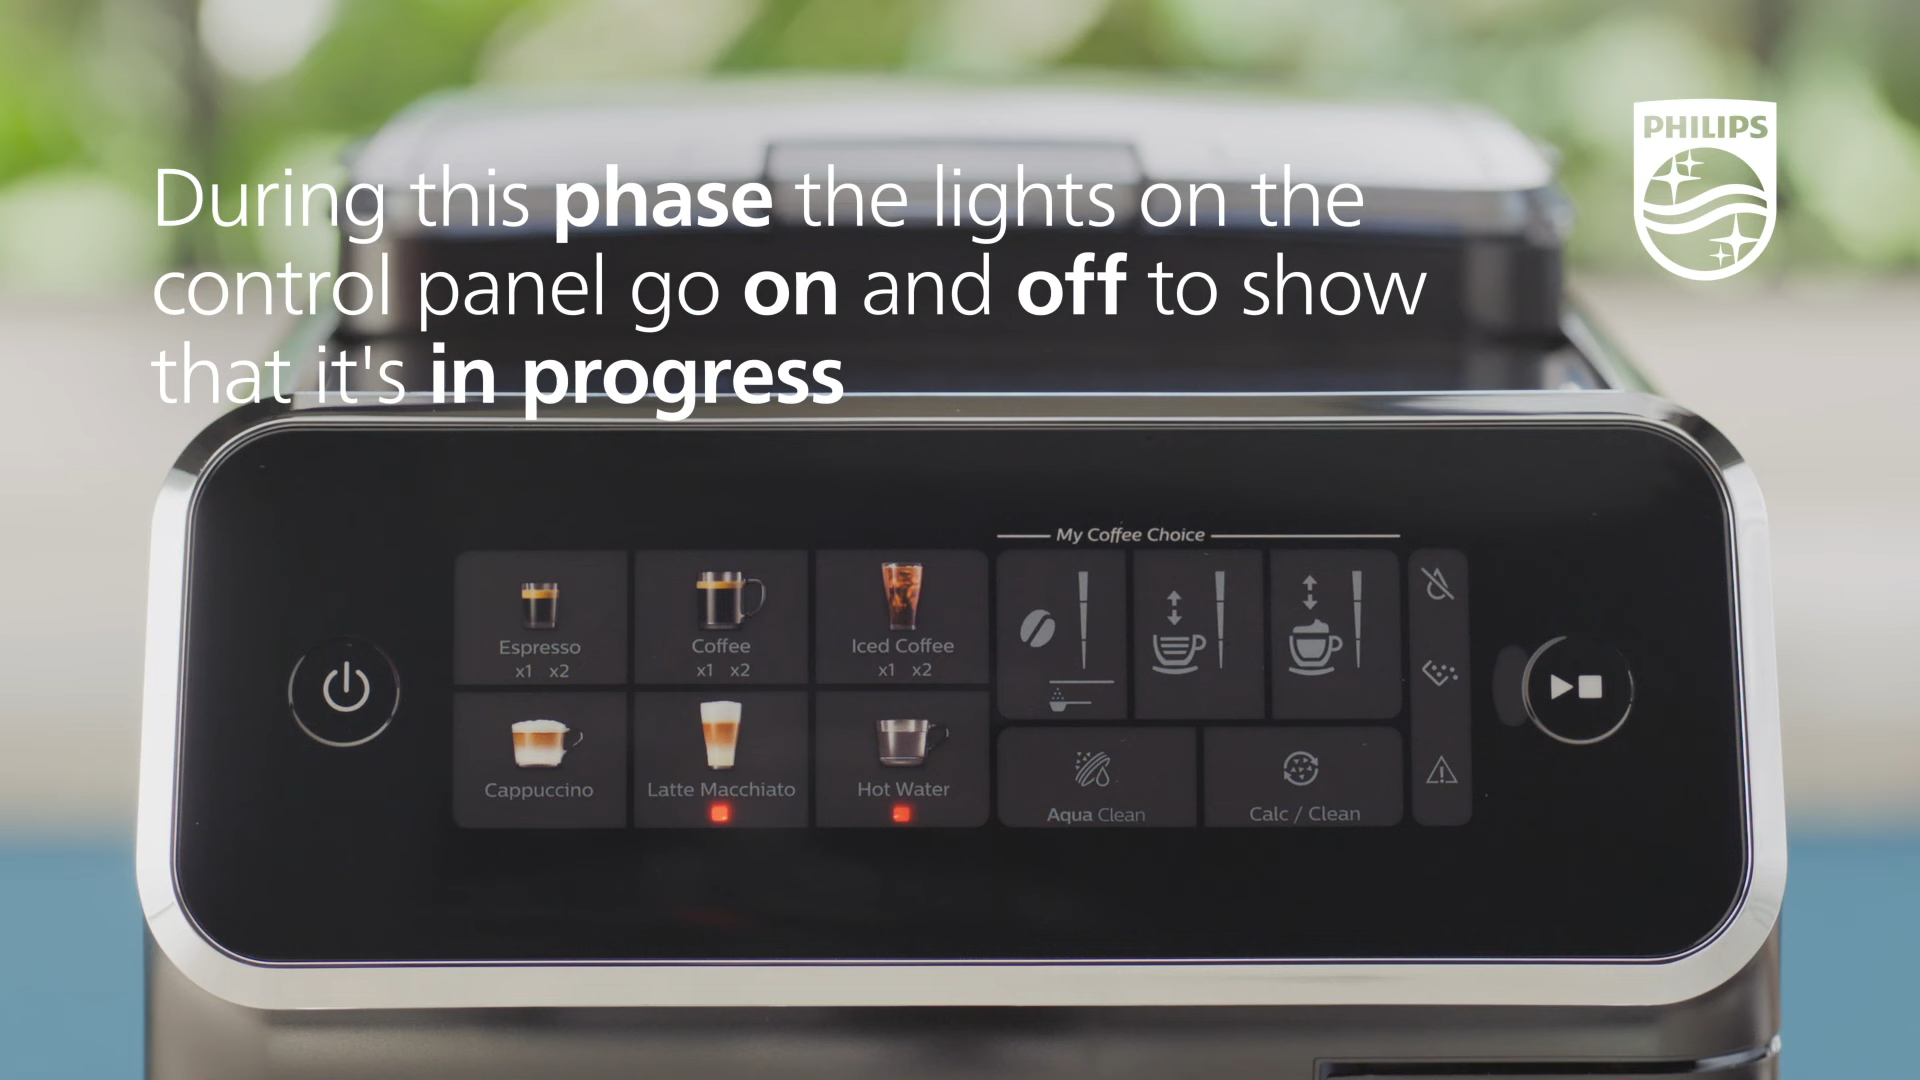 During this phase the lights on the
control panel go on and off to show
that it's in progress
PHILIPS
My Coffee Choice
Espresso
x1 x2
Coffee
x1 x2
Iced Coffee
x1 x2
Cappuccino
Latte Macchiato
Hot Water
Aqua Clean
Calc / Clean